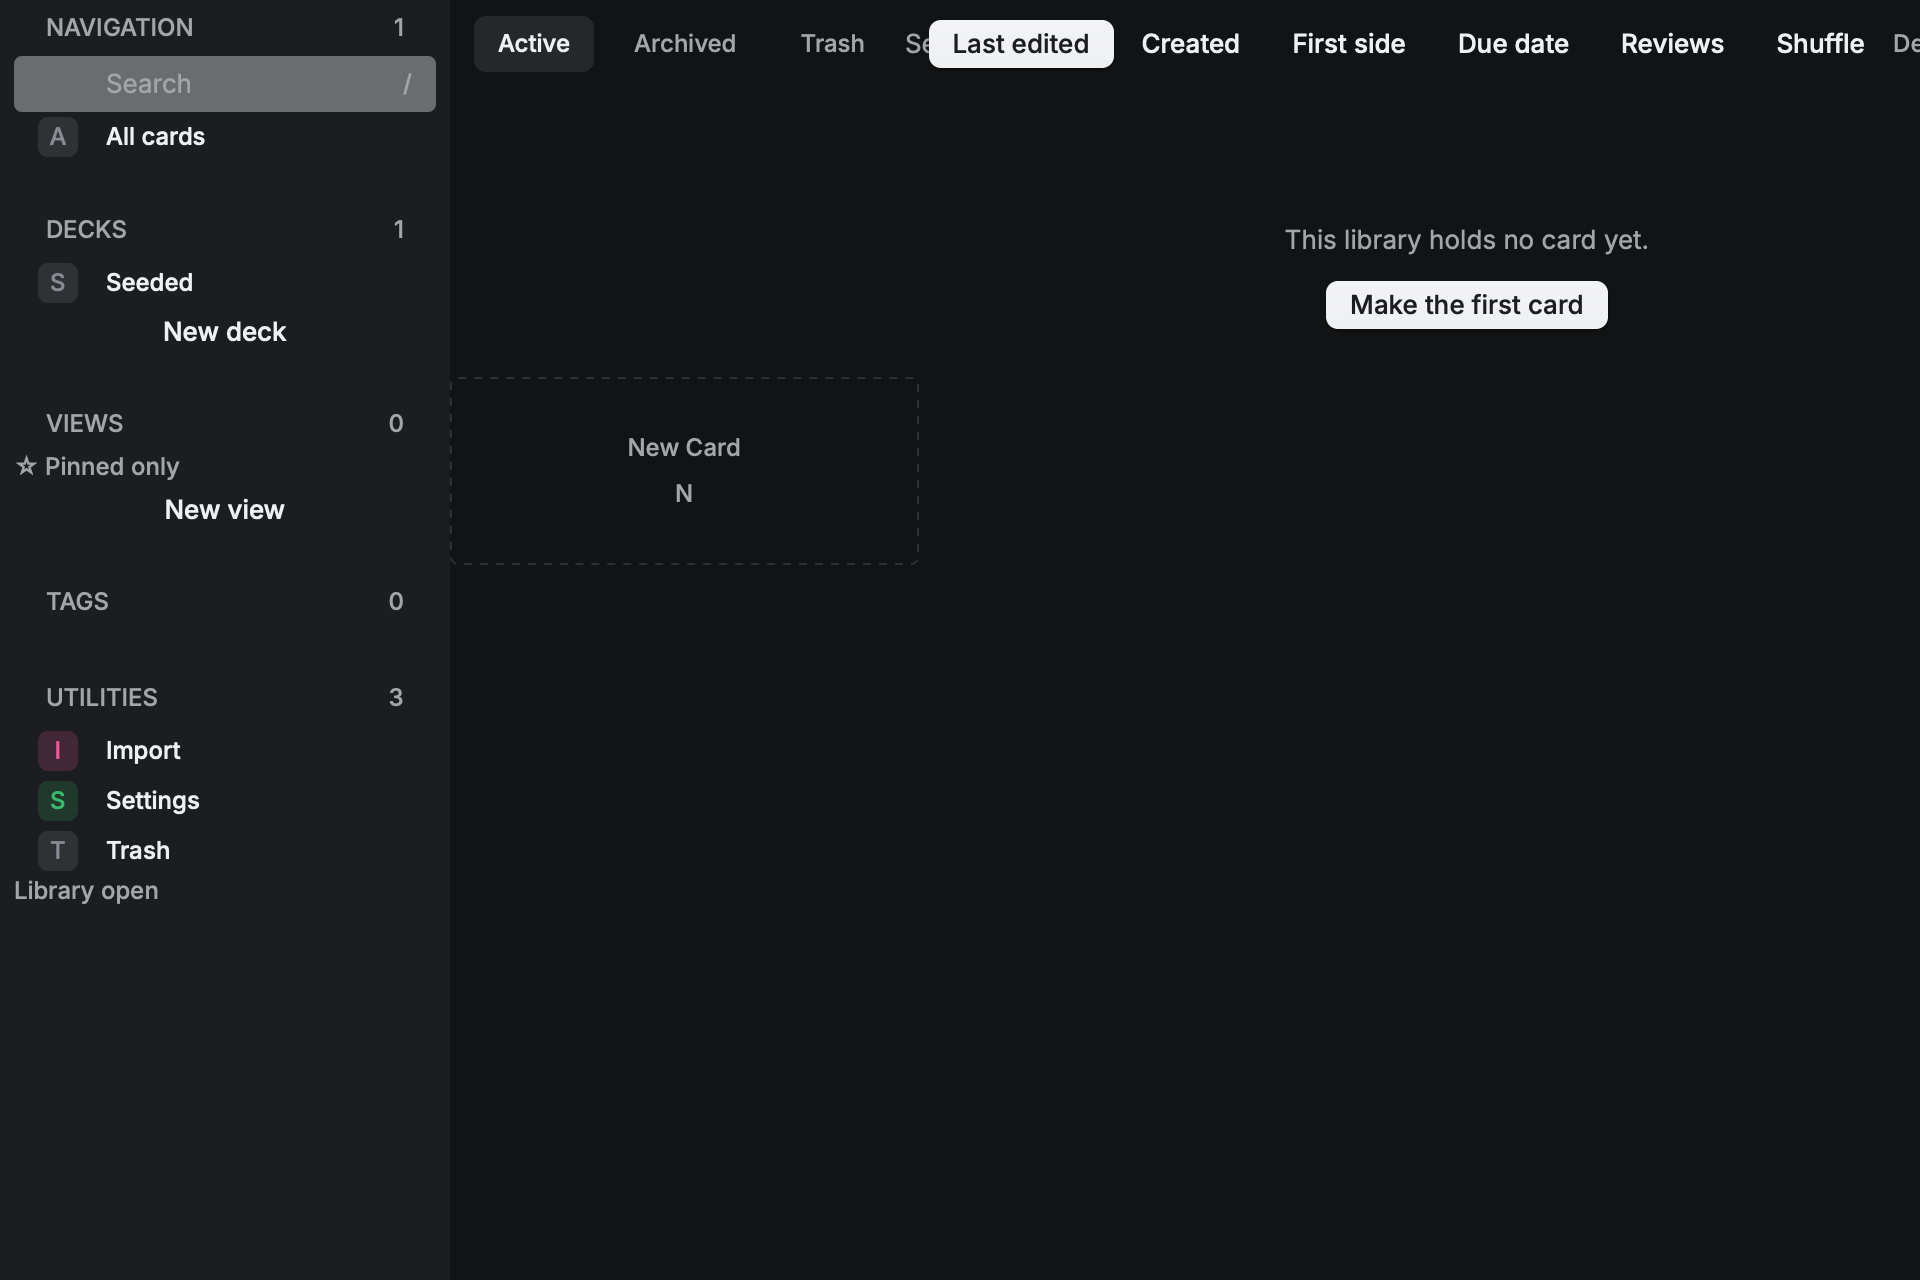 NAVIGATION 1
Search /
A All cards
DECKS 1
S Seeded
New deck
VIEWS 0
☆ Pinned only
New view
TAGS 0
UTILITIES 3
I Import
S Settings
T Trash
Library open
Active Archived Trash Last edited Created First side Due date Reviews Shuffle
This library holds no card yet.
Make the first card
New Card
N